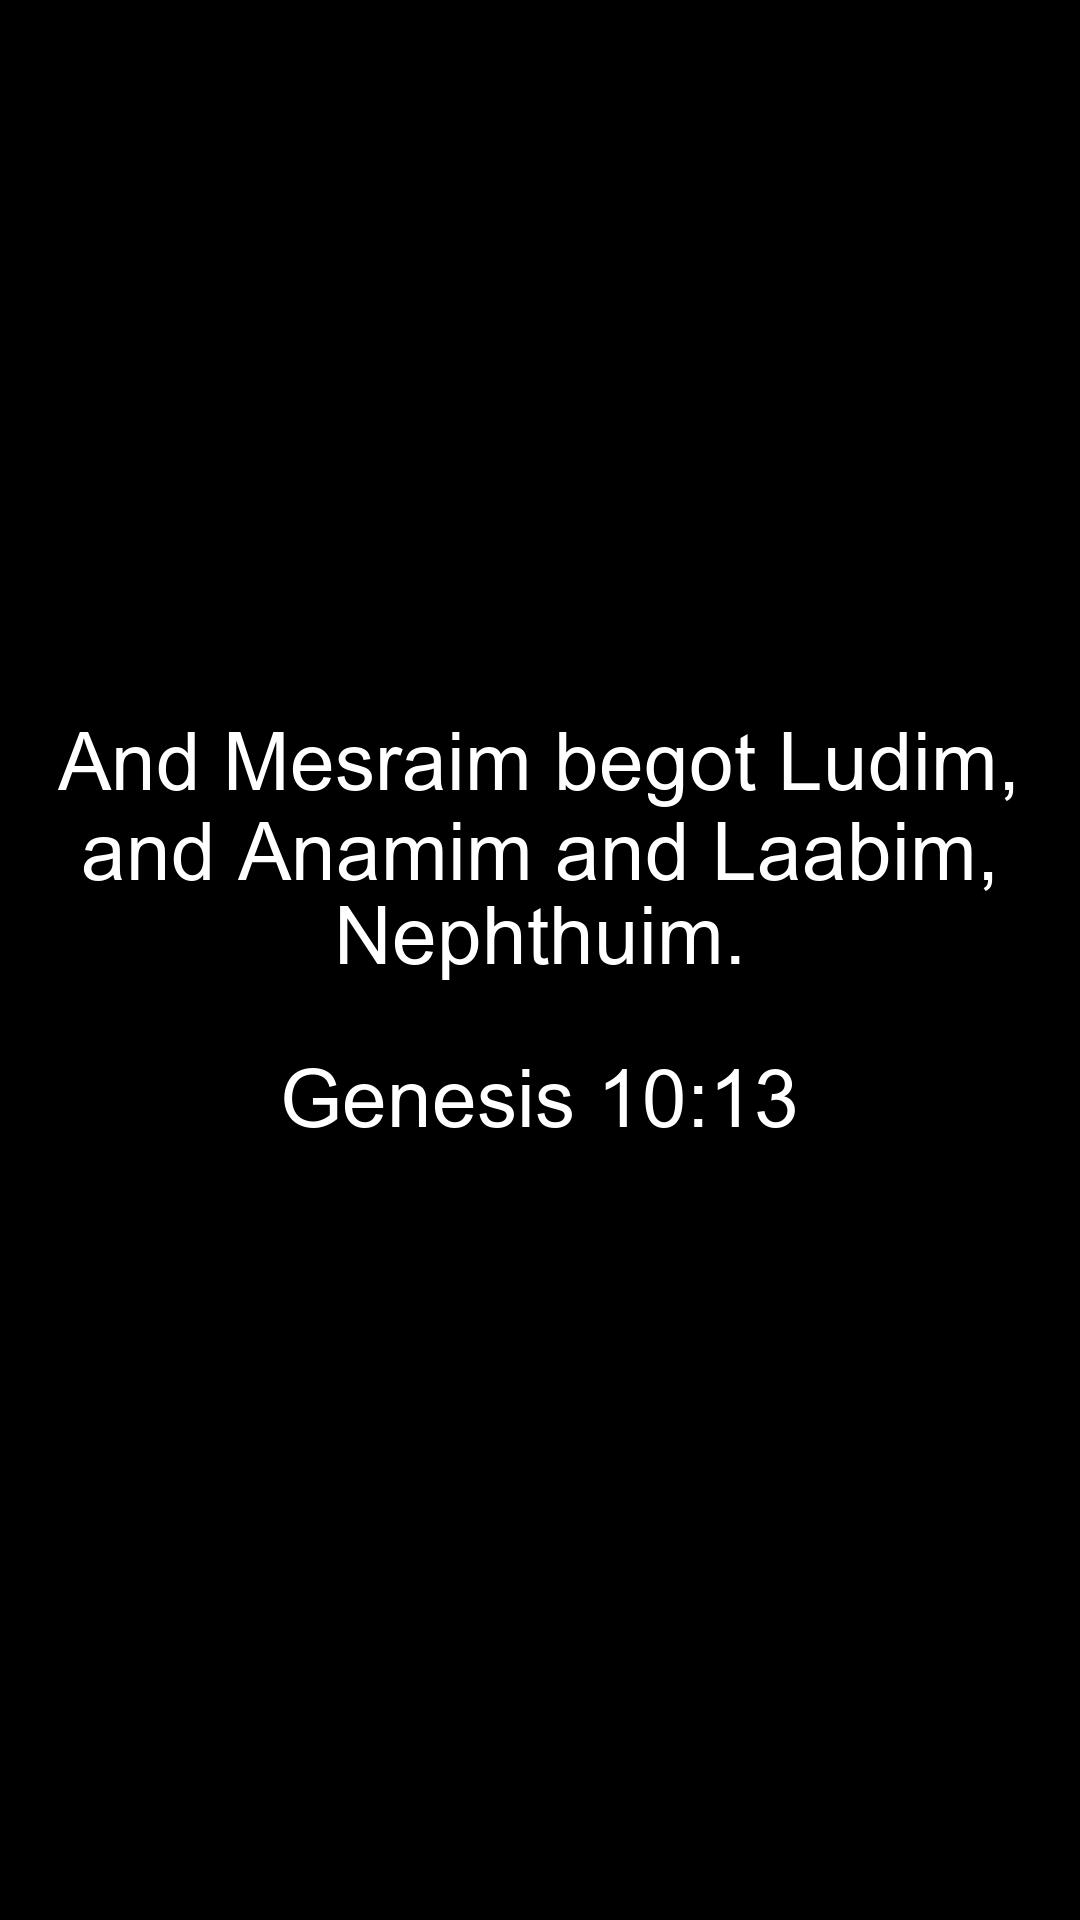 And Mesraim begot Ludim,
and Anamim and Laabim,
Nephthuim.
Genesis 10:13